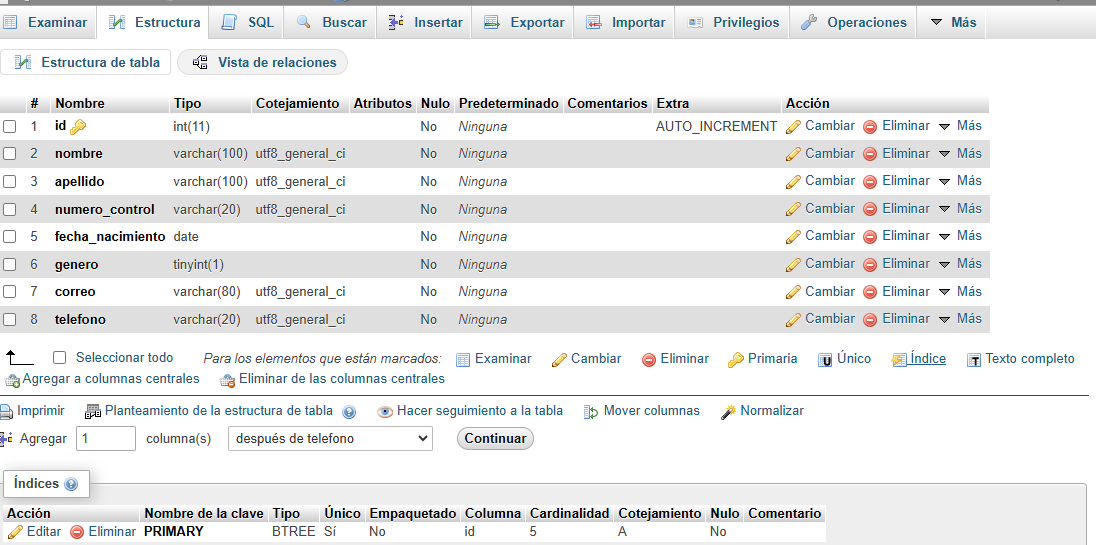 Examinar Estructura SQL Buscar Insertar Exportar Importar Privilegios Operaciones Más
Estructura de tabla Vista de relaciones
# Nombre Tipo Cotejamiento Atributos Nulo Predeterminado Comentarios Extra Acción
1 id int(11) No Ninguna AUTO_INCREMENT Cambiar Eliminar Más
2 nombre varchar(100) utf8_general_ci No Ninguna Cambiar Eliminar Más
3 apellido varchar(100) utf8_general_ci No Ninguna Cambiar Eliminar Más
4 numero_control varchar(20) utf8_general_ci No Ninguna Cambiar Eliminar Más
5 fecha_nacimiento date No Ninguna Cambiar Eliminar Más
6 genero tinyint(1) No Ninguna Cambiar Eliminar Más
7 correo varchar(80) utf8_general_ci No Ninguna Cambiar Eliminar Más
8 telefono varchar(20) utf8_general_ci No Ninguna Cambiar Eliminar Más
Seleccionar todo Para los elementos que están marcados: Examinar Cambiar Eliminar Primaria Único Índice Texto completo
Agregar a columnas centrales Eliminar de las columnas centrales
Imprimir Planteamiento de la estructura de tabla Hacer seguimiento a la tabla Mover columnas Normalizar
Agregar 1 columna(s) después de telefono Continuar
Índices
Acción Nombre de la clave Tipo Único Empaquetado Columna Cardinalidad Cotejamiento Nulo Comentario
Editar Eliminar PRIMARY BTREE Sí No id 5 A No